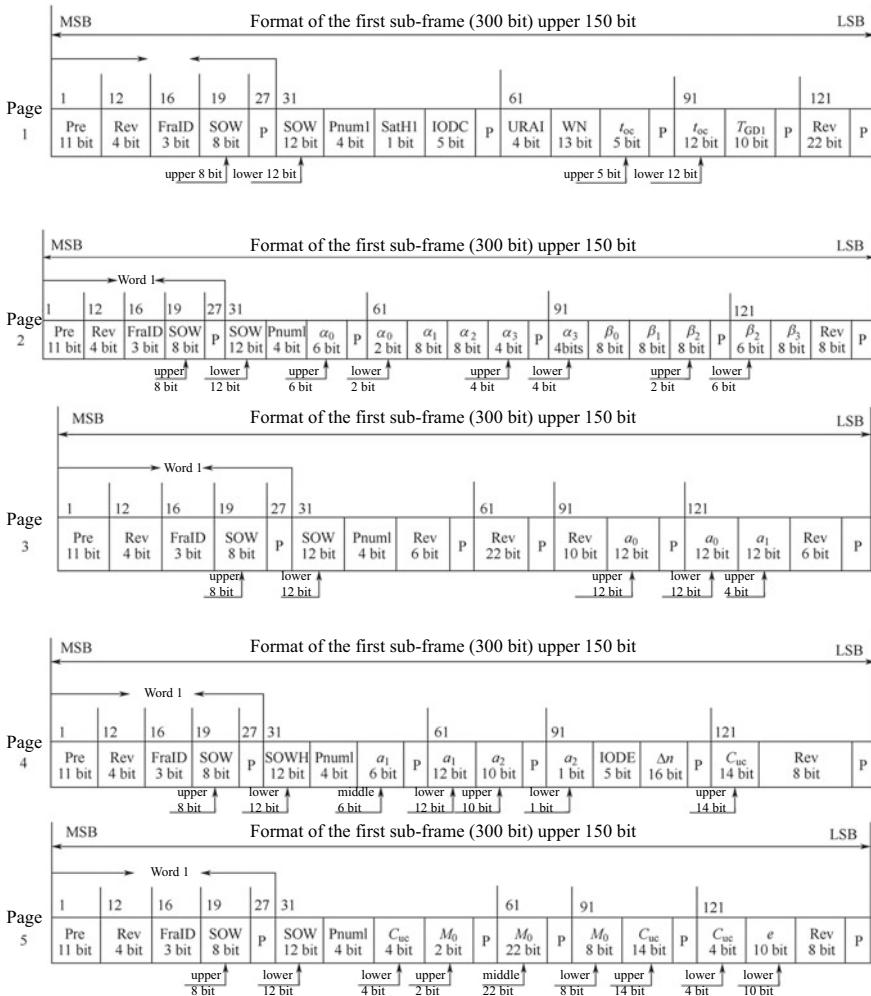 MSB Format of the first sub-frame (300 bit) upper 150 bit LSB
1 12 16 19 27 31 61 91 121
Page 1
Pre 11 bit Rev 4 bit FraID 3 bit SOW 8 bit P SOW 12 bit Pnum1 4 bit SatH1 1 bit IODC 5 bit P URAI 4 bit WN 13 bit t_oc 5 bit P t_oc 12 bit T_GD1 10 bit P Rev 22 bit P
upper 8 bit lower 12 bit upper 5 bit lower 12 bit
MSB Format of the first sub-frame (300 bit) upper 150 bit LSB
Word 1
1 12 16 19 27 31 61 91 121
Page 2
Pre 11 bit Rev 4 bit FraID 3 bit SOW 8 bit P SOW 12 bit Pnuml 4 bit α0 6 bit P α0 2 bit α1 8 bit α2 8 bit α3 4 bit P α3 4bits β0 8 bit β1 8 bit β2 8 bit P β2 6 bit β3 8 bit Rev 8 bit P
upper 8 bit lower 12 bit upper 6 bit lower 2 bit upper 4 bit lower 4 bit upper 2 bit lower 6 bit
MSB Format of the first sub-frame (300 bit) upper 150 bit LSB
Word 1
1 12 16 19 27 31 61 91 121
Page 3
Pre 11 bit Rev 4 bit FraID 3 bit SOW 8 bit P SOW 12 bit Pnuml 4 bit Rev 6 bit P Rev 22 bit P Rev 10 bit a0 12 bit P a0 12 bit a1 12 bit Rev 6 bit P
upper 8 bit lower 12 bit upper 12 bit lower 12 bit upper 4 bit
MSB Format of the first sub-frame (300 bit) upper 150 bit LSB
Word 1
1 12 16 19 27 31 61 91 121
Page 4
Pre 11 bit Rev 4 bit FraID 3 bit SOW 8 bit P SOWH 12 bit Pnuml 4 bit a1 6 bit P a1 12 bit a2 10 bit P a2 1 bit IODE 5 bit Δn 16 bit P C_uc 14 bit Rev 8 bit P
upper 8 bit lower 12 bit middle 6 bit lower 12 bit upper 10 bit lower 1 bit upper 14 bit
MSB Format of the first sub-frame (300 bit) upper 150 bit LSB
Word 1
1 12 16 19 27 31 61 91 121
Page 5
Pre 11 bit Rev 4 bit FraID 3 bit SOW 8 bit P SOW 12 bit Pnuml 4 bit C_uc 4 bit M0 2 bit P M0 22 bit P M0 8 bit C_uc 14 bit P C_uc 4 bit e 10 bit Rev 8 bit P
upper 8 bit lower 12 bit lower 4 bit upper 2 bit middle 22 bit lower 8 bit upper 14 bit lower 4 bit lower 10 bit